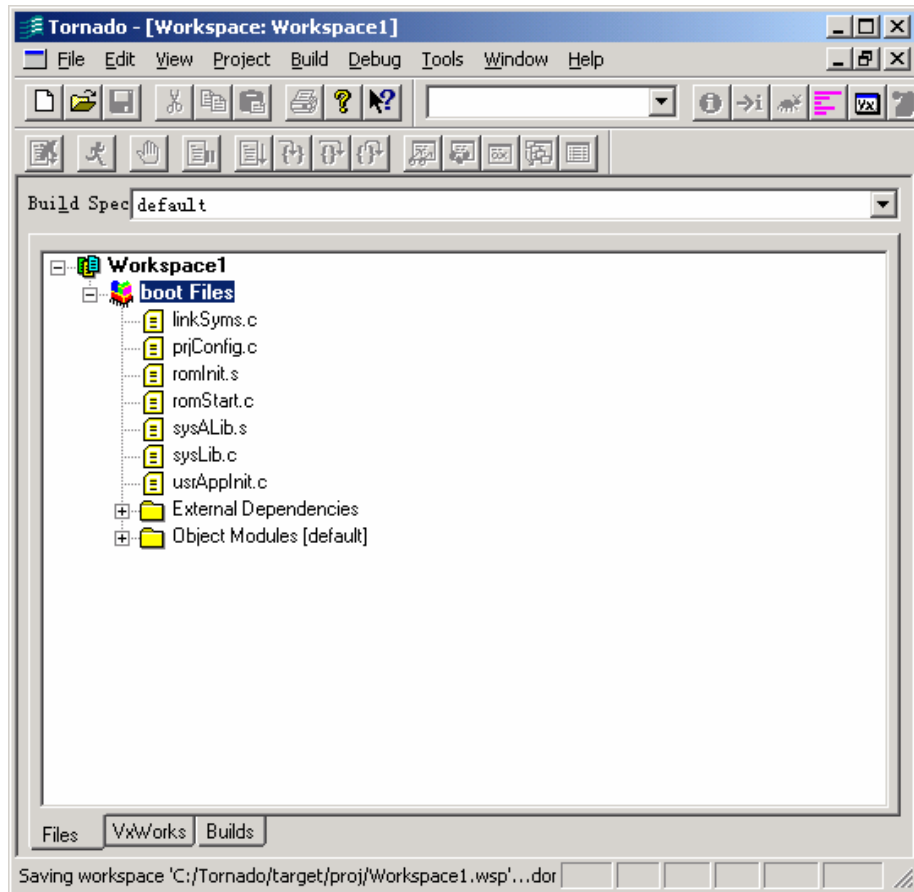 Tornado - [Workspace: Workspace1]
File Edit View Project Build Debug Tools Window Help
Build Spec default
Workspace1
boot Files
linkSyms.c
prjConfig.c
romInit.s
romStart.c
sysALib.s
sysLib.c
usrAppInit.c
External Dependencies
Object Modules [default]
Files VxWorks Builds
Saving workspace 'C:/Tornado/target/proj/Workspace1.wsp'...dor